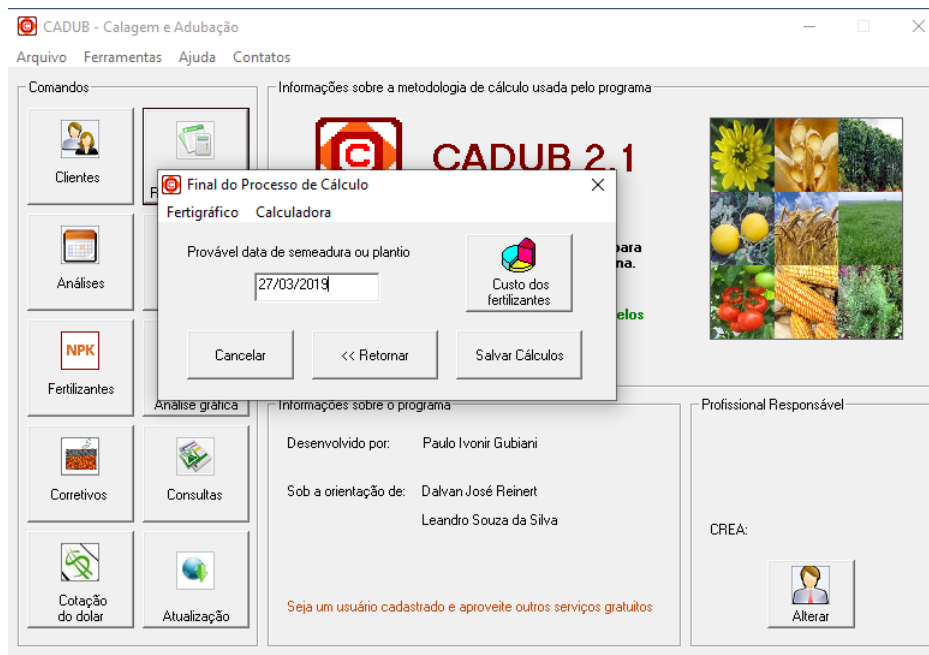 CADUB - Calagem e Adubação
Arquivo Ferramentas Ajuda Contatos
Comandos
Clientes
Análises
NPK
Fertilizantes
Análise gráfica
Corretivos
Consultas
Cotação
do dolar
Atualização
Informações sobre a metodologia de cálculo usada pelo programa
C
CADUB 2.1
para
na.
elos
Final do Processo de Cálculo
Fertigráfico Calculadora
Provável data de semeadura ou plantio
27/03/2019
Custo dos
fertilizantes
Cancelar
<< Retornar
Salvar Cálculos
Informações sobre o programa
Desenvolvido por: Paulo Ivonir Gubiani
Sob a orientação de: Dalvan José Reinert
Leandro Souza da Silva
Seja um usuário cadastrado e aproveite outros serviços gratuitos
Profissional Responsável
CREA:
Alterar